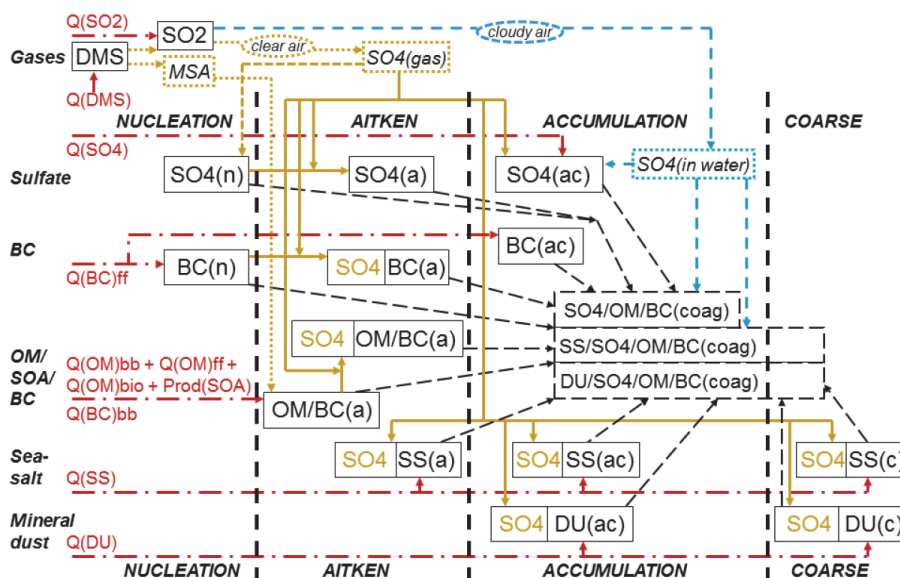 Q(SO2)
SO2
clear air
cloudy air
Gases
DMS
MSA
SO4(gas)
Q(DMS)
NUCLEATION AITKEN ACCUMULATION COARSE
Q(SO4)
Sulfate
SO4(n)
SO4(a)
SO4(ac)
SO4(in water)
BC
BC(ac)
Q(BC)ff
BC(n)
SO4 BC(a)
SO4/OM/BC(coag)
SO4 OM/BC(a)
SS/SO4/OM/BC(coag)
DU/SO4/OM/BC(coag)
OM/
SOA/
BC
Q(OM)bb + Q(OM)ff +
Q(OM)bio + Prod(SOA)
Q(BC)bb
OM/BC(a)
Sea-
salt
Q(SS)
SO4 SS(a)
SO4 SS(ac)
SO4 SS(c)
Mineral
dust
Q(DU)
SO4 DU(ac)
SO4 DU(c)
NUCLEATION AITKEN ACCUMULATION COARSE